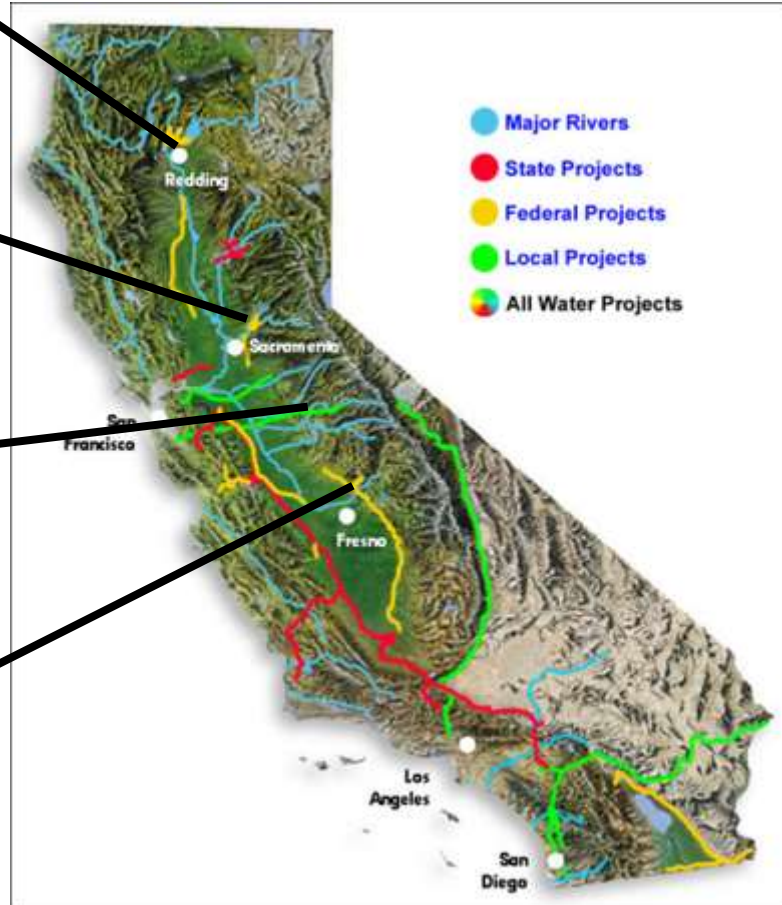 Major Rivers
State Projects
Federal Projects
Local Projects
All Water Projects
Redding
Sacramento
San
Francisco
Fresno
Los
Angeles
San
Diego